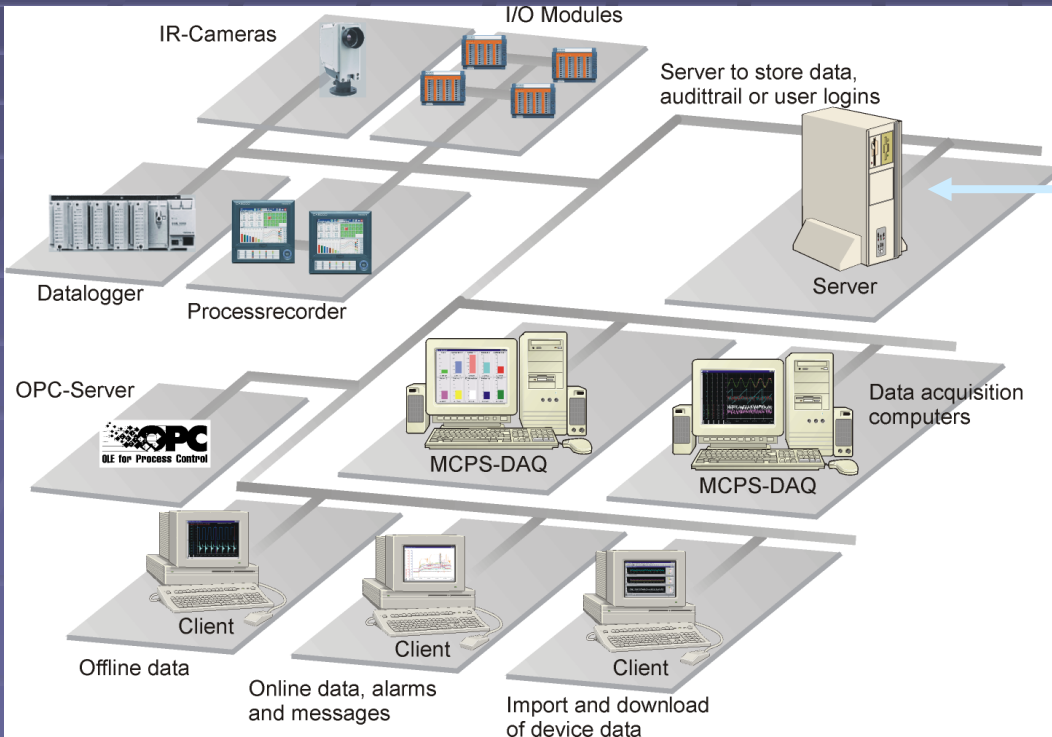 I/O Modules
IR-Cameras
Server to store data,
audittrail or user logins
Datalogger
Processrecorder
Server
OPC-Server
OPC
OLE for Process Control
MCPS-DAQ
MCPS-DAQ
Data acquisition
computers
Client
Client
Client
Offline data
Online data, alarms
and messages
Import and download
of device data